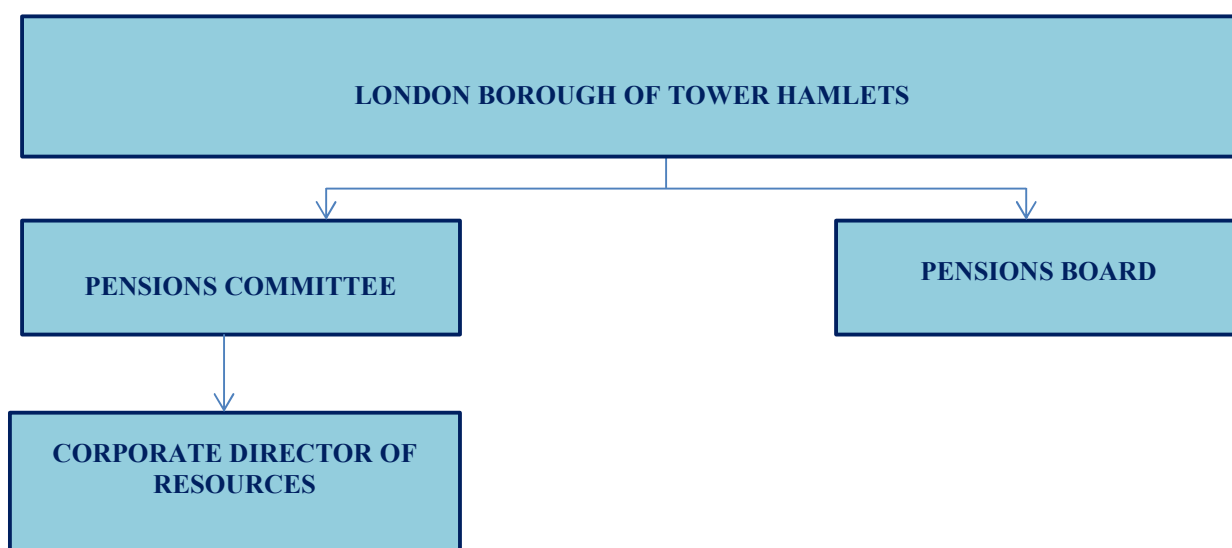 LONDON BOROUGH OF TOWER HAMLETS
PENSIONS COMMITTEE
PENSIONS BOARD
CORPORATE DIRECTOR OF
RESOURCES